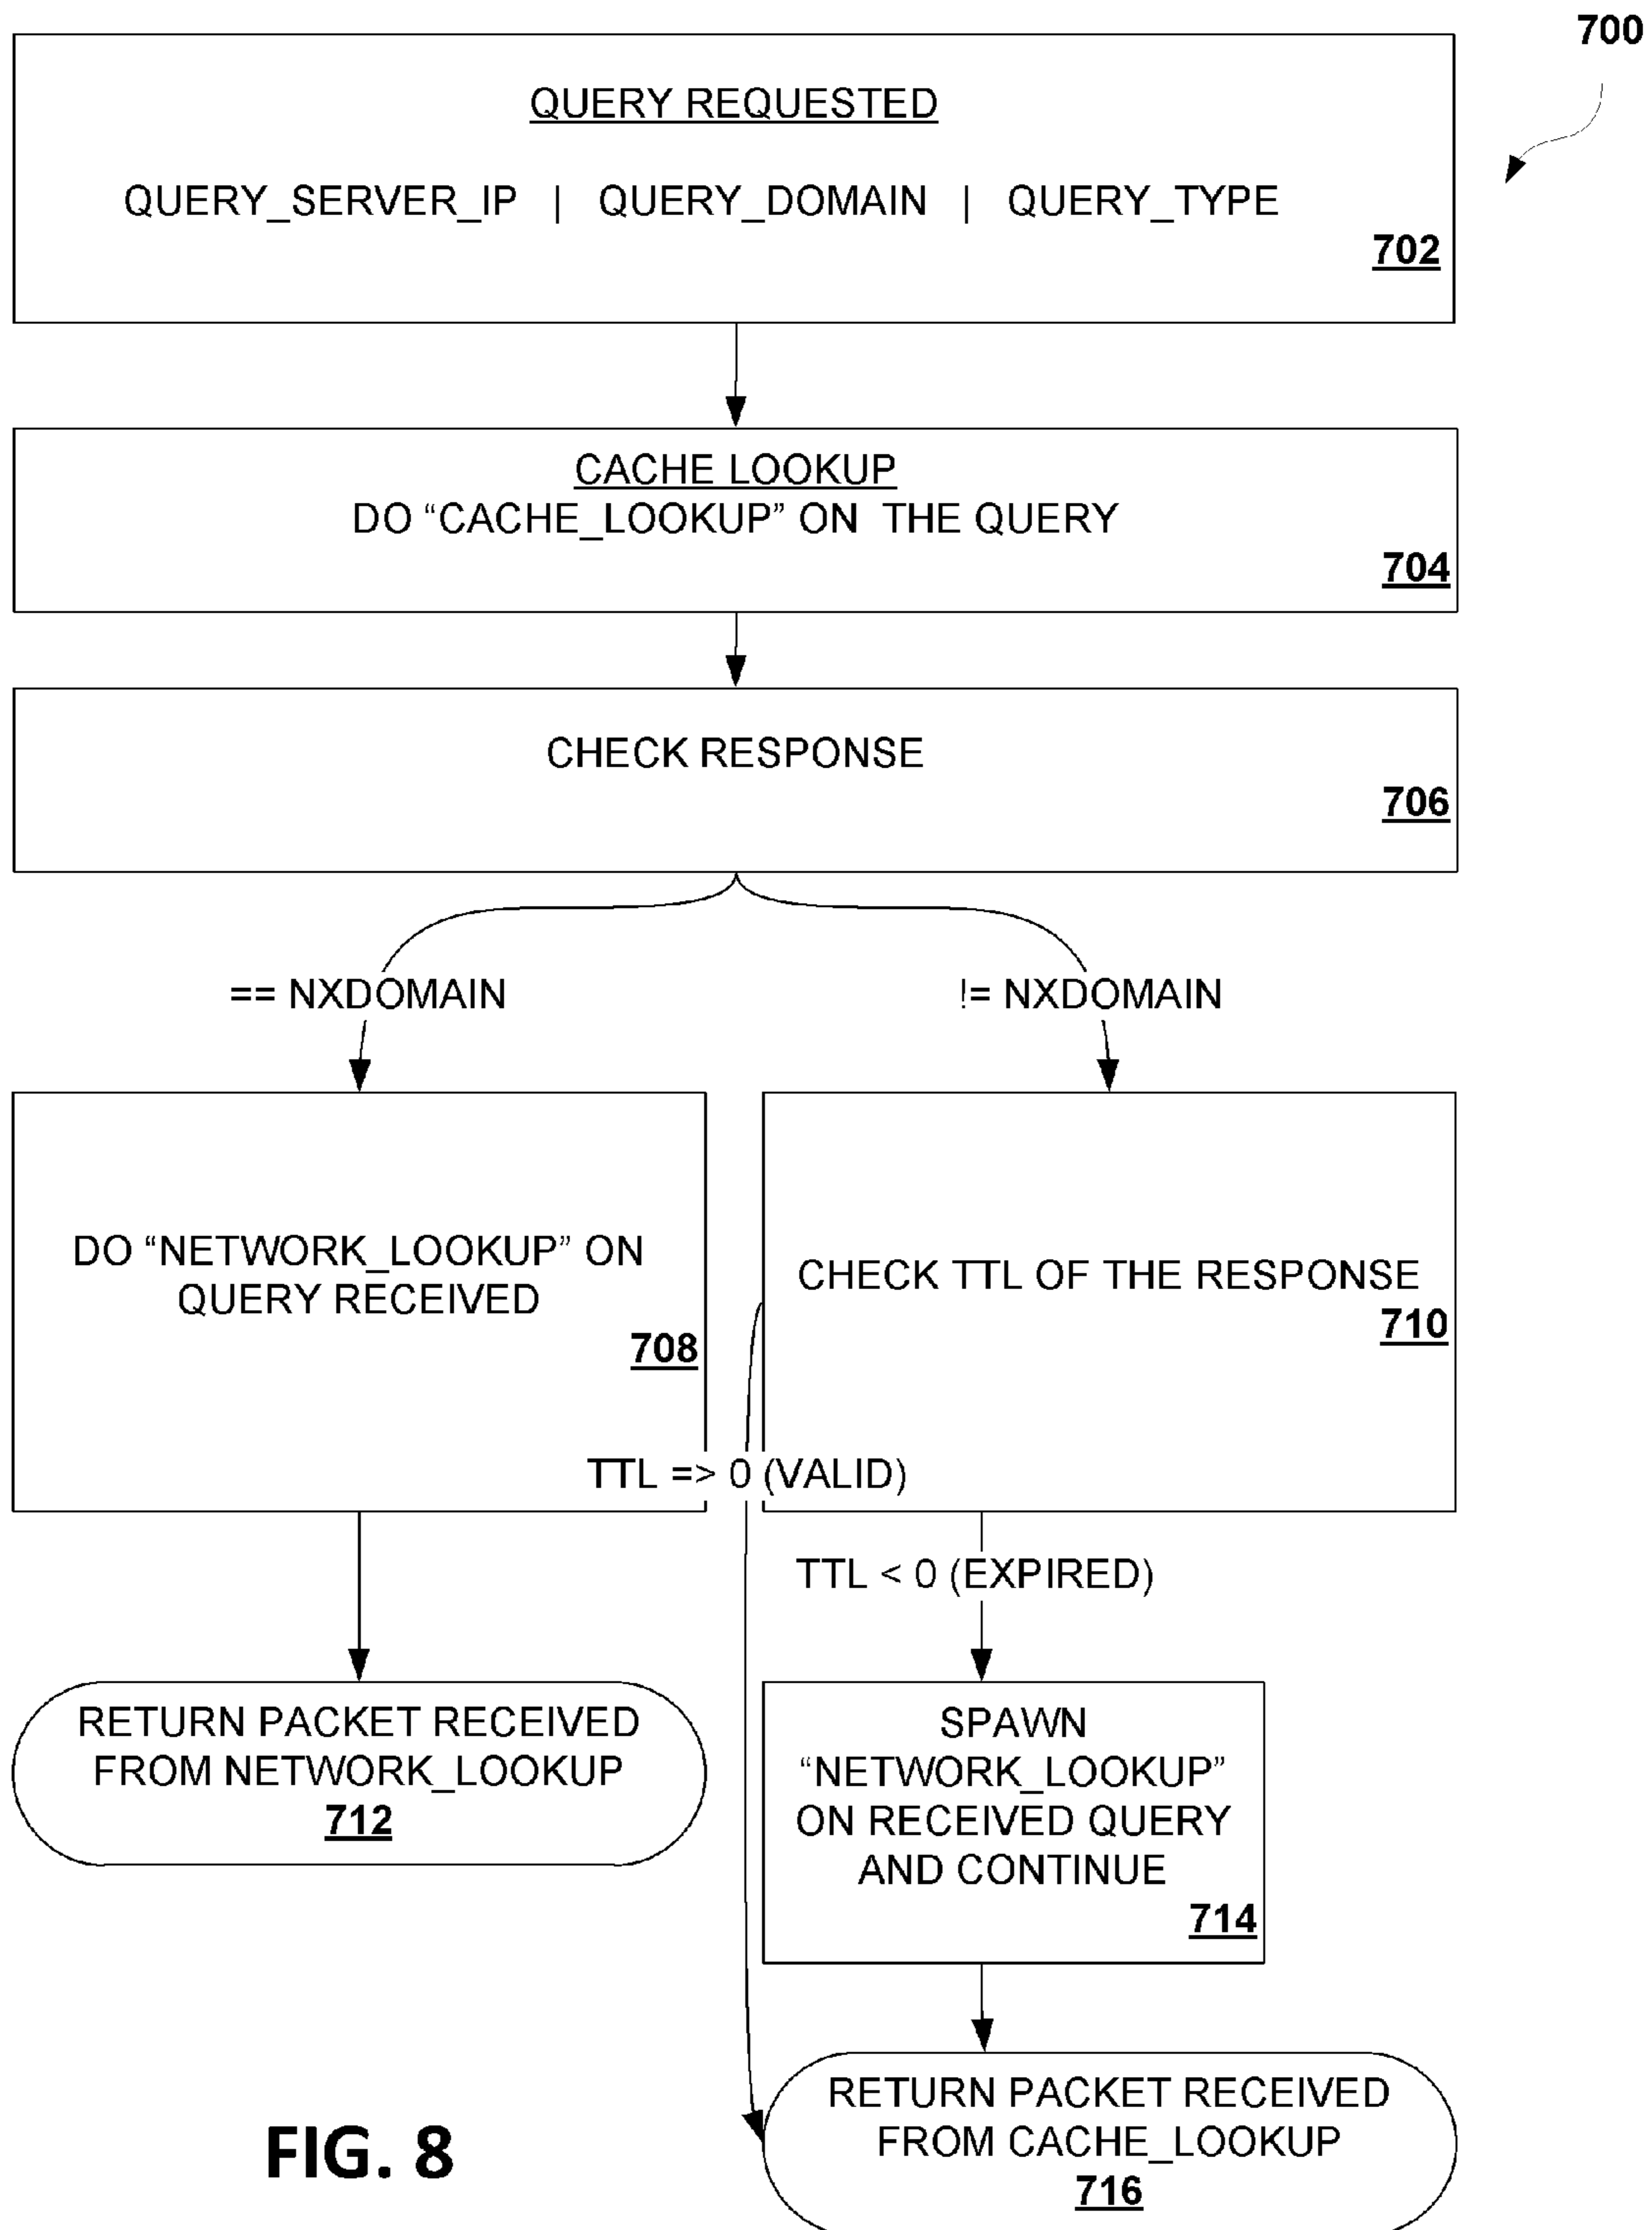 700
QUERY REQUESTED
QUERY_SERVER_IP | QUERY_DOMAIN | QUERY_TYPE
702
CACHE LOOKUP
DO “CACHE_LOOKUP” ON THE QUERY
704
CHECK RESPONSE
706
== NXDOMAIN
!= NXDOMAIN
DO “NETWORK_LOOKUP” ON
QUERY RECEIVED
708
CHECK TTL OF THE RESPONSE
710
TTL => 0 (VALID)
TTL < 0 (EXPIRED)
RETURN PACKET RECEIVED
FROM NETWORK_LOOKUP
712
SPAWN
“NETWORK_LOOKUP”
ON RECEIVED QUERY
AND CONTINUE
714
RETURN PACKET RECEIVED
FROM CACHE_LOOKUP
716
FIG. 8